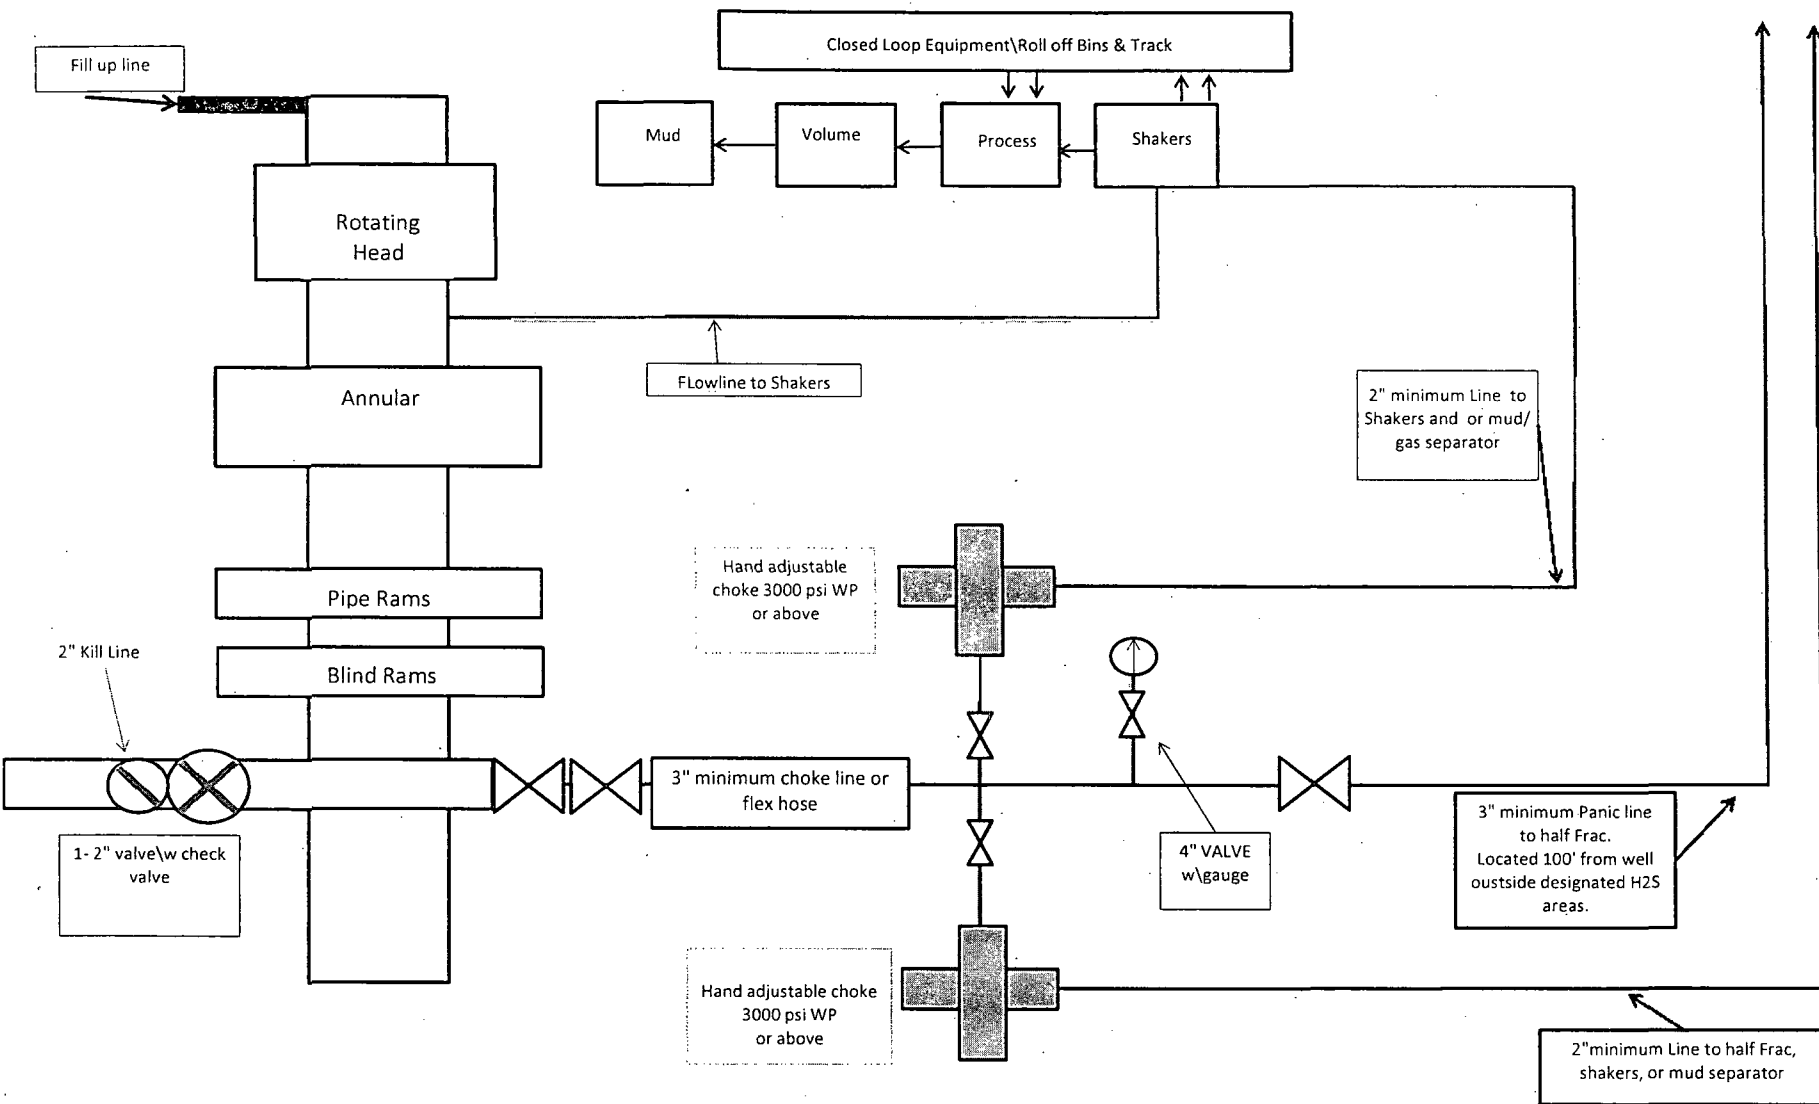 Closed Loop Equipment\Roll off Bins & Track
Fill up line
Mud
Volume
Process
Shakers
Rotating
Head
FLowline to Shakers
Annular
2" minimum Line to
Shakers and or mud/
gas separator
Hand adjustable
choke 3000 psi WP
or above
Pipe Rams
2" Kill Line
Blind Rams
3" minimum choke line or
flex hose
1- 2" valve\w check
valve
4" VALVE
w\gauge
3" minimum Panic line
to half Frac.
Located 100' from well
oustside designated H2S
areas.
Hand adjustable choke
3000 psi WP
or above
2"minimum Line to half Frac,
shakers, or mud separator